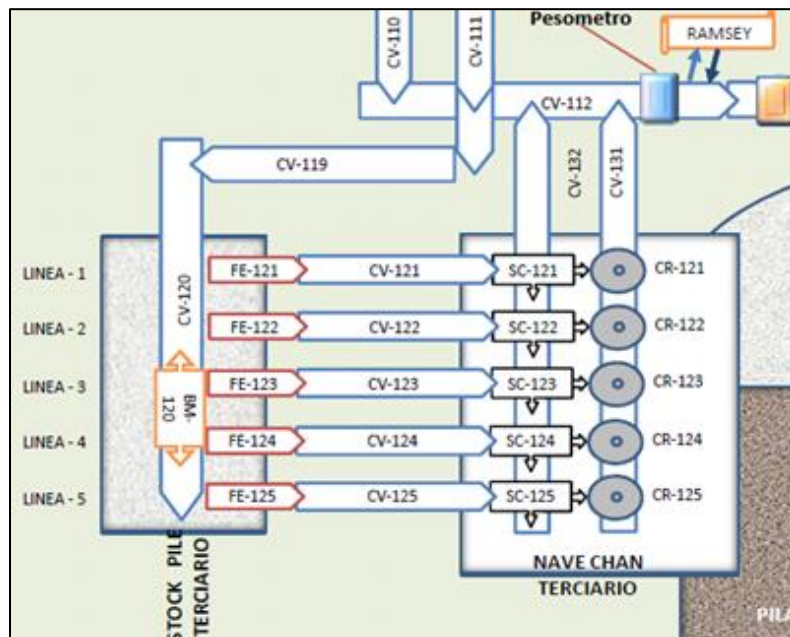 Pesometro
RAMSEY
CV-110
CV-111
CV-112
CV-119
CV-132
CV-131
CV-120
LINEA - 1
FE-121
CV-121
SC-121
CR-121
LINEA - 2
FE-122
CV-122
SC-122
CR-122
LINEA - 3
FE-123
CV-123
SC-123
CR-123
BM-
120
LINEA - 4
FE-124
CV-124
SC-124
CR-124
LINEA - 5
FE-125
CV-125
SC-125
CR-125
STOCK PILE
TERCIARIO
NAVE CHAN
TERCIARIO
PILA